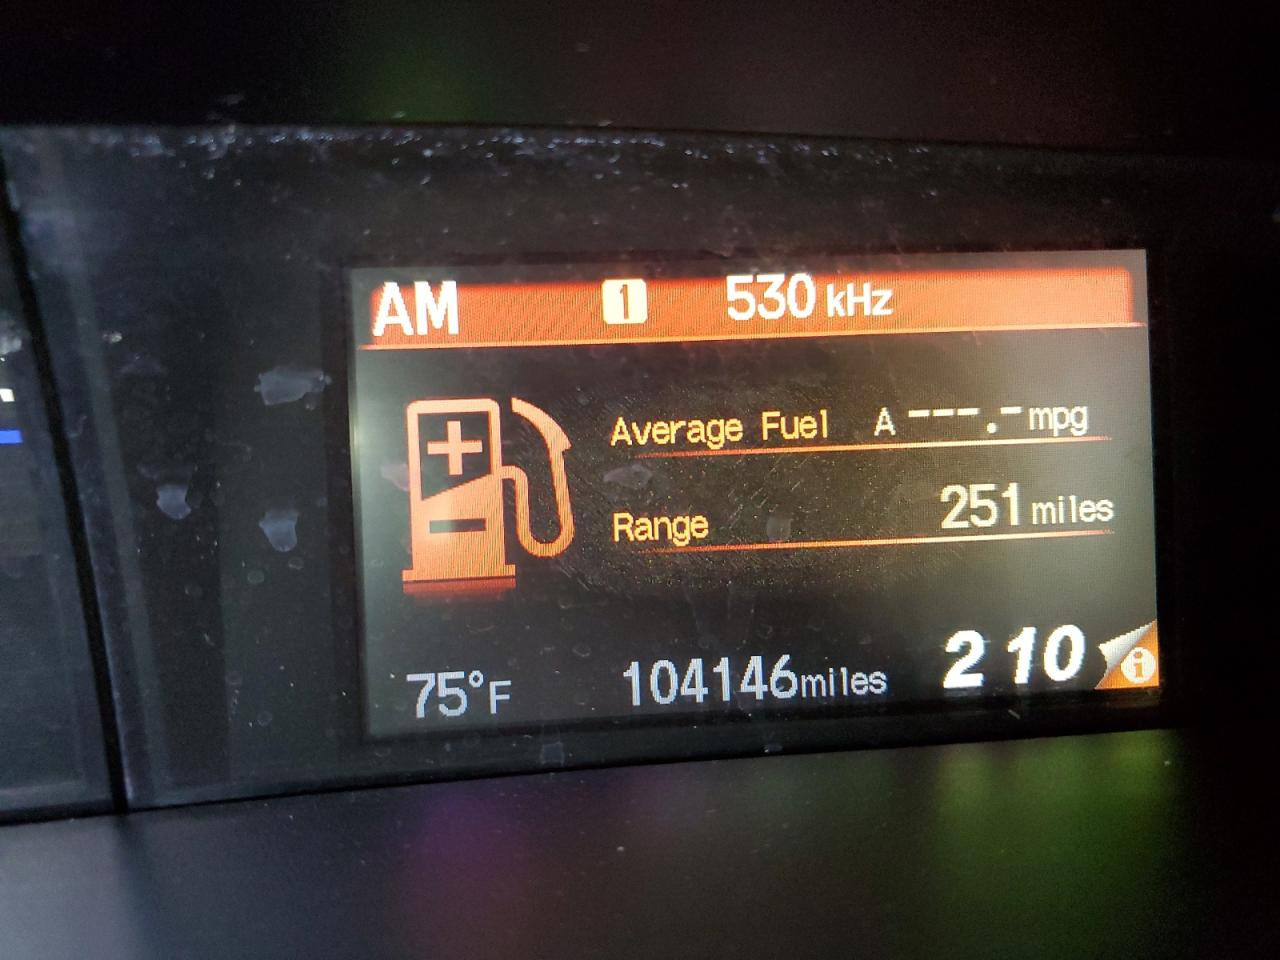 AM 1 530 kHz
Average Fuel A ---.- mpg
Range 251 miles
75°F 104146miles 2 10 i